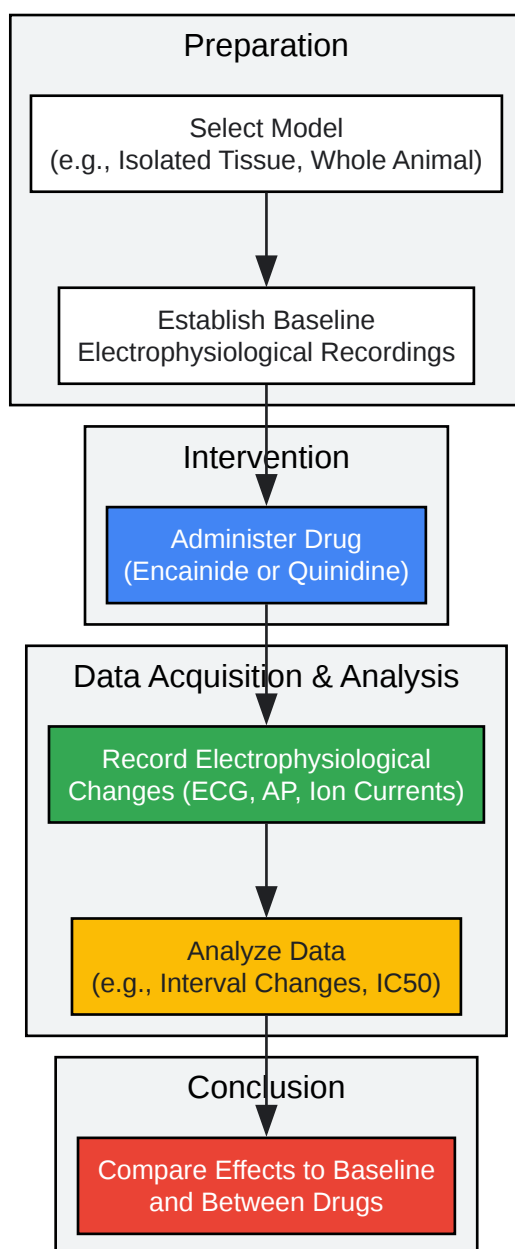 Preparation
Select Model
(e.g., Isolated Tissue, Whole Animal)
Establish Baseline
Electrophysiological Recordings
Intervention
Administer Drug
(Encainide or Quinidine)
Data Acquisition & Analysis
Record Electrophysiological
Changes (ECG, AP, Ion Currents)
Analyze Data
(e.g., Interval Changes, IC50)
Conclusion
Compare Effects to Baseline
and Between Drugs